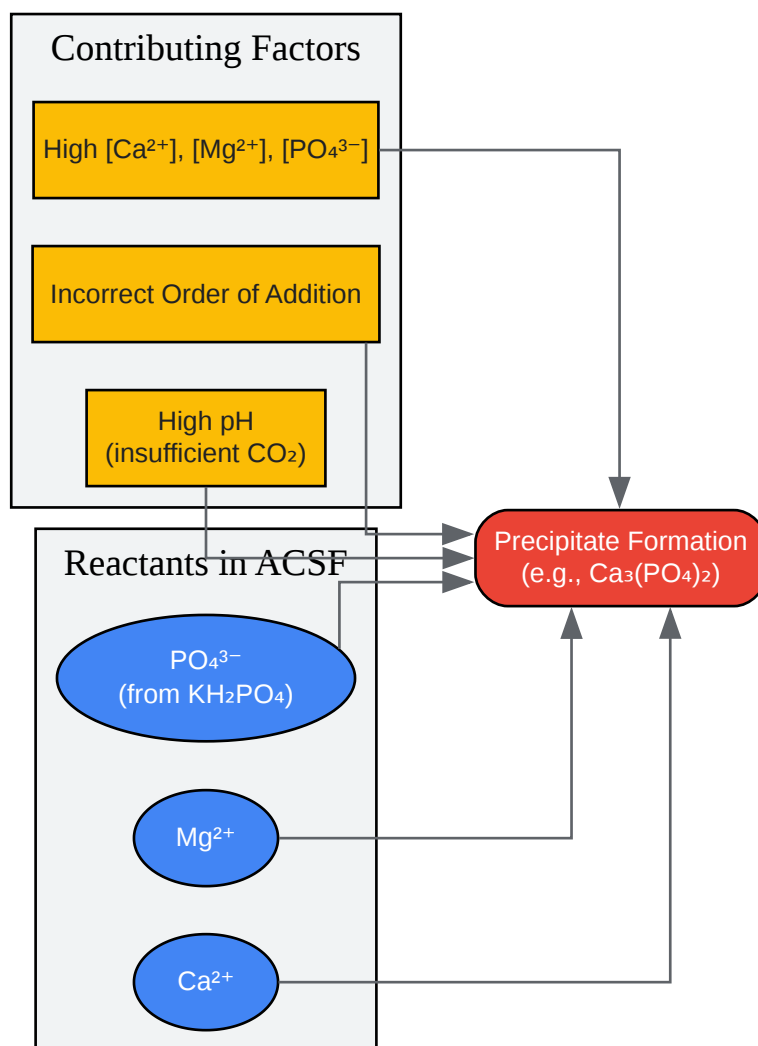 Contributing Factors
High [Ca²⁺], [Mg²⁺], [PO₄³⁻]
Incorrect Order of Addition
High pH
(insufficient CO₂)
Reactants in ACSF
PO₄³⁻
(from KH₂PO₄)
Mg²⁺
Ca²⁺
Precipitate Formation
(e.g., Ca₃(PO₄)₂)